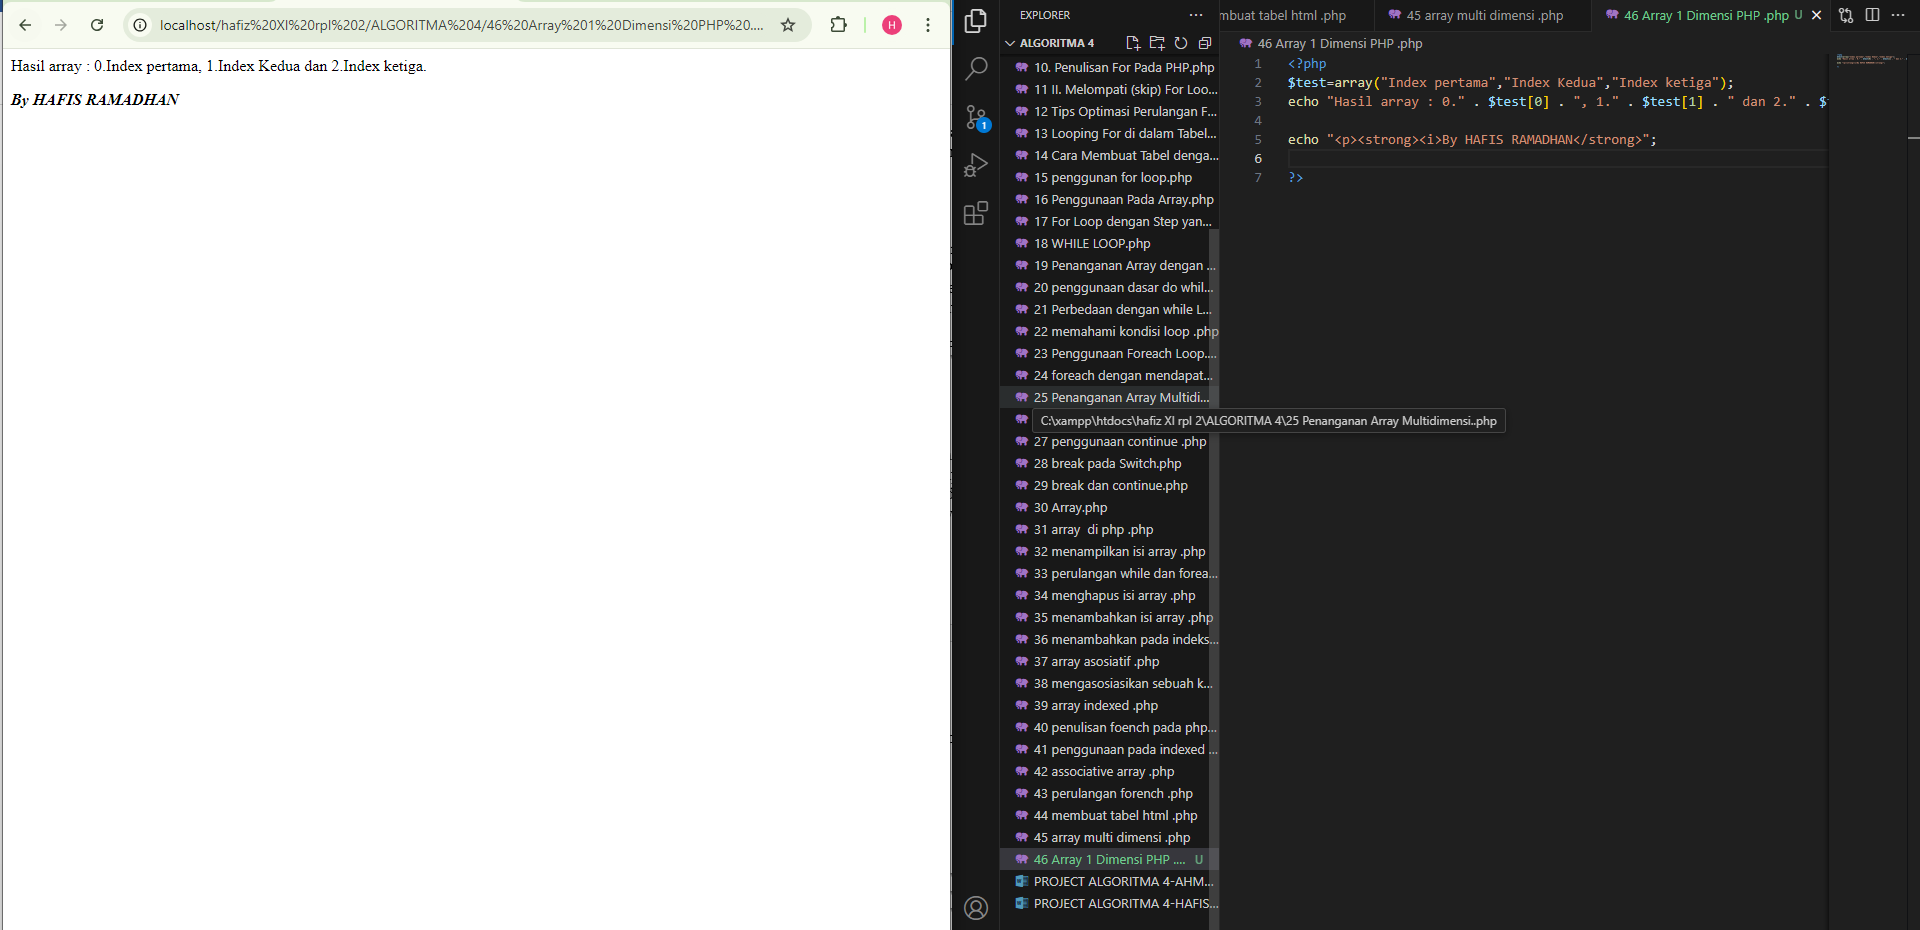 localhost/hafiz%20XI%20rpl%202/ALGORITMA%204/46%20Array%201%20Dimensi%20PHP%20....
H
Hasil array : 0.Index pertama, 1.Index Kedua dan 2.Index ketiga.
By HAFIS RAMADHAN
1
EXPLORER
ALGORITMA 4
10. Penulisan For Pada PHP.php
11 II. Melompati (skip) For Loo...
12 Tips Optimasi Perulangan F...
13 Looping For di dalam Tabel...
14 Cara Membuat Tabel denga...
15 penggunan for loop.php
16 Penggunaan Pada Array.php
17 For Loop dengan Step yan...
18 WHILE LOOP.php
19 Penanganan Array dengan ...
20 penggunaan dasar do whil...
21 Perbedaan dengan while L...
22 memahami kondisi loop .php
23 Penggunaan Foreach Loop....
24 foreach dengan mendapat...
25 Penanganan Array Multidi...
C:\xampp\htdocs\hafiz XI rpl 2\ALGORITMA 4\25 Penanganan Array Multidimensi..php
27 penggunaan continue .php
28 break pada Switch.php
29 break dan continue.php
30 Array.php
31 array  di php .php
32 menampilkan isi array .php
33 perulangan while dan forea...
34 menghapus isi array .php
35 menambahkan isi array .php
36 menambahkan pada indeks...
37 array asosiatif .php
38 mengasosiasikan sebuah k...
39 array indexed .php
40 penulisan foench pada php...
41 penggunaan pada indexed ...
42 associative array .php
43 perulangan forench .php
44 membuat tabel html .php
45 array multi dimensi .php
46 Array 1 Dimensi PHP .... U
PROJECT ALGORITMA 4-AHM...
PROJECT ALGORITMA 4-HAFIS...
mbuat tabel html .php
45 array multi dimensi .php
46 Array 1 Dimensi PHP .php U
46 Array 1 Dimensi PHP .php
1 <?php
2 $test=array("Index pertama","Index Kedua","Index ketiga");
3 echo "Hasil array : 0." . $test[0] . ", 1." . $test[1] . " dan 2." . $
4
5 echo "<p><strong><i>By HAFIS RAMADHAN</strong>";
6
7 ?>